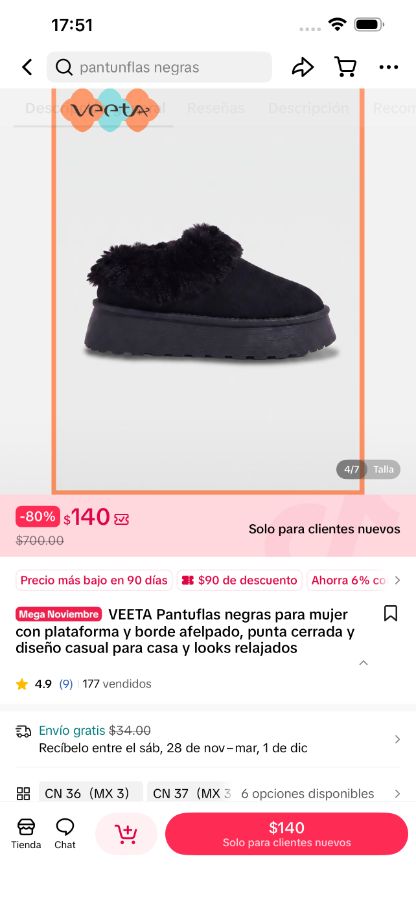 17:51
pantunflas negras
Descripción general
Reseñas
Descripción
Recom
VEETA
4/7
Talla
-80%
$140
$700.00
Solo para clientes nuevos
Precio más bajo en 90 días
$90 de descuento
Ahorra 6% co
Mega Noviembre VEETA Pantuflas negras para mujer
con plataforma y borde afelpado, punta cerrada y
diseño casual para casa y looks relajados
4.9 (9) 177 vendidos
Envío gratis $34.00
Recíbelo entre el sáb, 28 de nov–mar, 1 de dic
CN 36（MX 3）
CN 37（MX 3
6 opciones disponibles
Tienda
Chat
$140
Solo para clientes nuevos